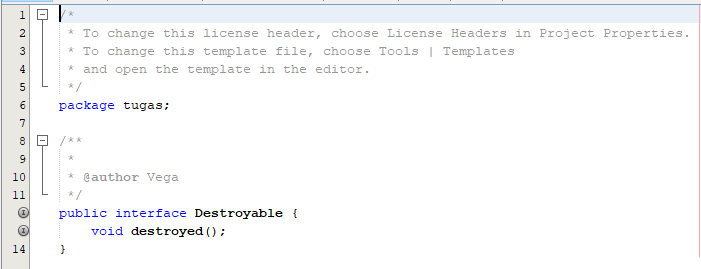 1 /*
2  * To change this license header, choose License Headers in Project Properties.
3  * To change this template file, choose Tools | Templates
4  * and open the template in the editor.
5  */
6 package tugas;
7
8 /**
9  *
10  * @author Vega
11  */
public interface Destroyable {
    void destroyed();
14 }